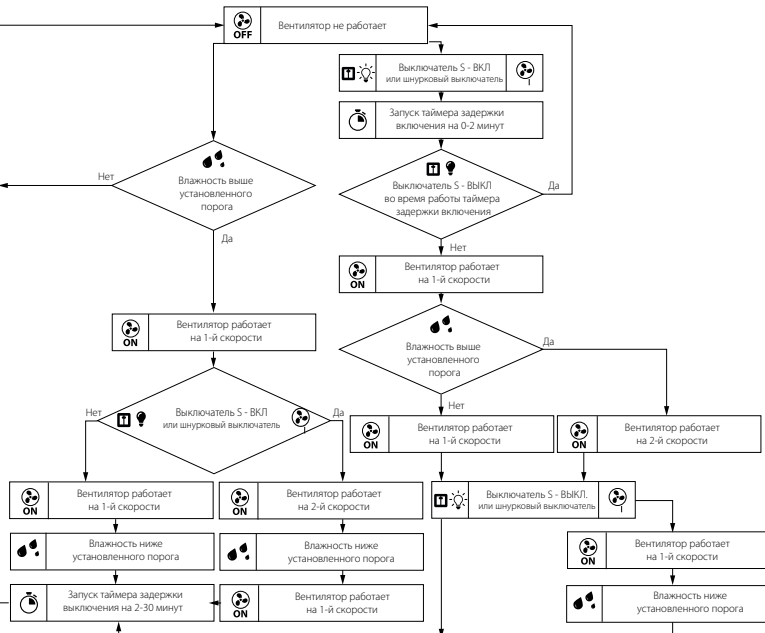 OFF
Вентилятор не работает
Выключатель S - ВКЛ
или шнурковый выключатель
Запуск таймера задержки
включения на 0-2 минут
Нет
Влажность выше
установленного
порога
Да
Выключатель S - ВЫКЛ
во время работы таймера
задержки включения
Да
Нет
ON
Вентилятор работает
на 1-й скорости
ON
Вентилятор работает
на 1-й скорости
Влажность выше
установленного
порога
Да
Нет
Нет
Выключатель S - ВКЛ
или шнурковый выключатель
Да
ON
Вентилятор работает
на 1-й скорости
ON
Вентилятор работает
на 2-й скорости
ON
Вентилятор работает
на 1-й скорости
ON
Вентилятор работает
на 2-й скорости
Выключатель S - ВЫКЛ.
или шнурковый выключатель
Влажность ниже
установленного порога
Влажность ниже
установленного порога
ON
Вентилятор работает
на 1-й скорости
Запуск таймера задержки
выключения на 2-30 минут
ON
Вентилятор работает
на 1-й скорости
Влажность ниже
установленного порога